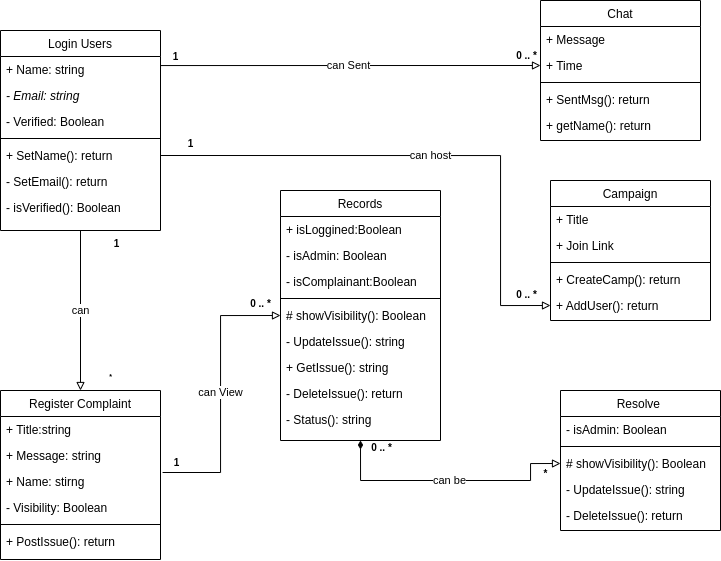 Login Users
+ Name: string
- Email: string
- Verified: Boolean
+ SetName(): return
- SetEmail(): return
- isVerified(): Boolean
1
can Sent
0 .. *
Chat
+ Message
+ Time
+ SentMsg(): return
+ getName(): return
1
can host
0 .. *
Campaign
+ Title
+ Join Link
+ CreateCamp(): return
+ AddUser(): return
1
can
*
Register Complaint
+ Title:string
+ Message: string
+ Name: stirng
- Visibility: Boolean
+ PostIssue(): return
1
can View
0 .. *
Records
+ isLoggined:Boolean
- isAdmin: Boolean
- isComplainant:Boolean
# showVisibility(): Boolean
- UpdateIssue(): string
+ GetIssue(): string
- DeleteIssue(): return
- Status(): string
0 .. *
can be
*
Resolve
- isAdmin: Boolean
# showVisibility(): Boolean
- UpdateIssue(): string
- DeleteIssue(): return